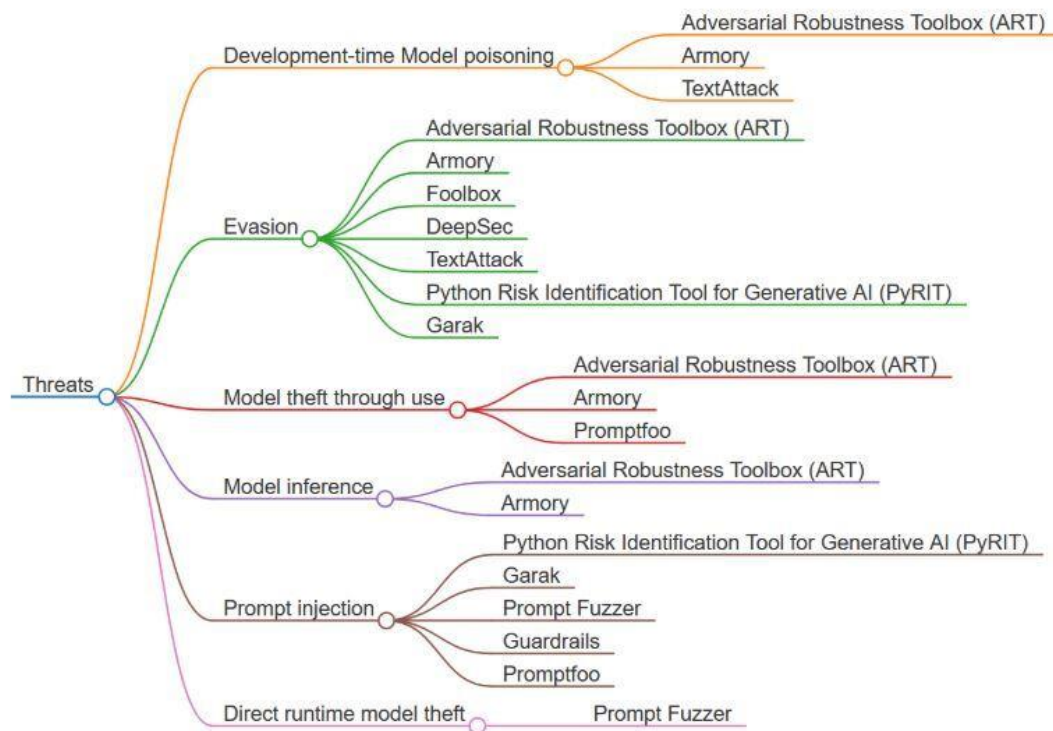 Threats
Development-time Model poisoning
Adversarial Robustness Toolbox (ART)
Armory
TextAttack
Evasion
Adversarial Robustness Toolbox (ART)
Armory
Foolbox
DeepSec
TextAttack
Python Risk Identification Tool for Generative AI (PyRIT)
Garak
Model theft through use
Adversarial Robustness Toolbox (ART)
Armory
Promptfoo
Model inference
Adversarial Robustness Toolbox (ART)
Armory
Prompt injection
Python Risk Identification Tool for Generative AI (PyRIT)
Garak
Prompt Fuzzer
Guardrails
Promptfoo
Direct runtime model theft
Prompt Fuzzer